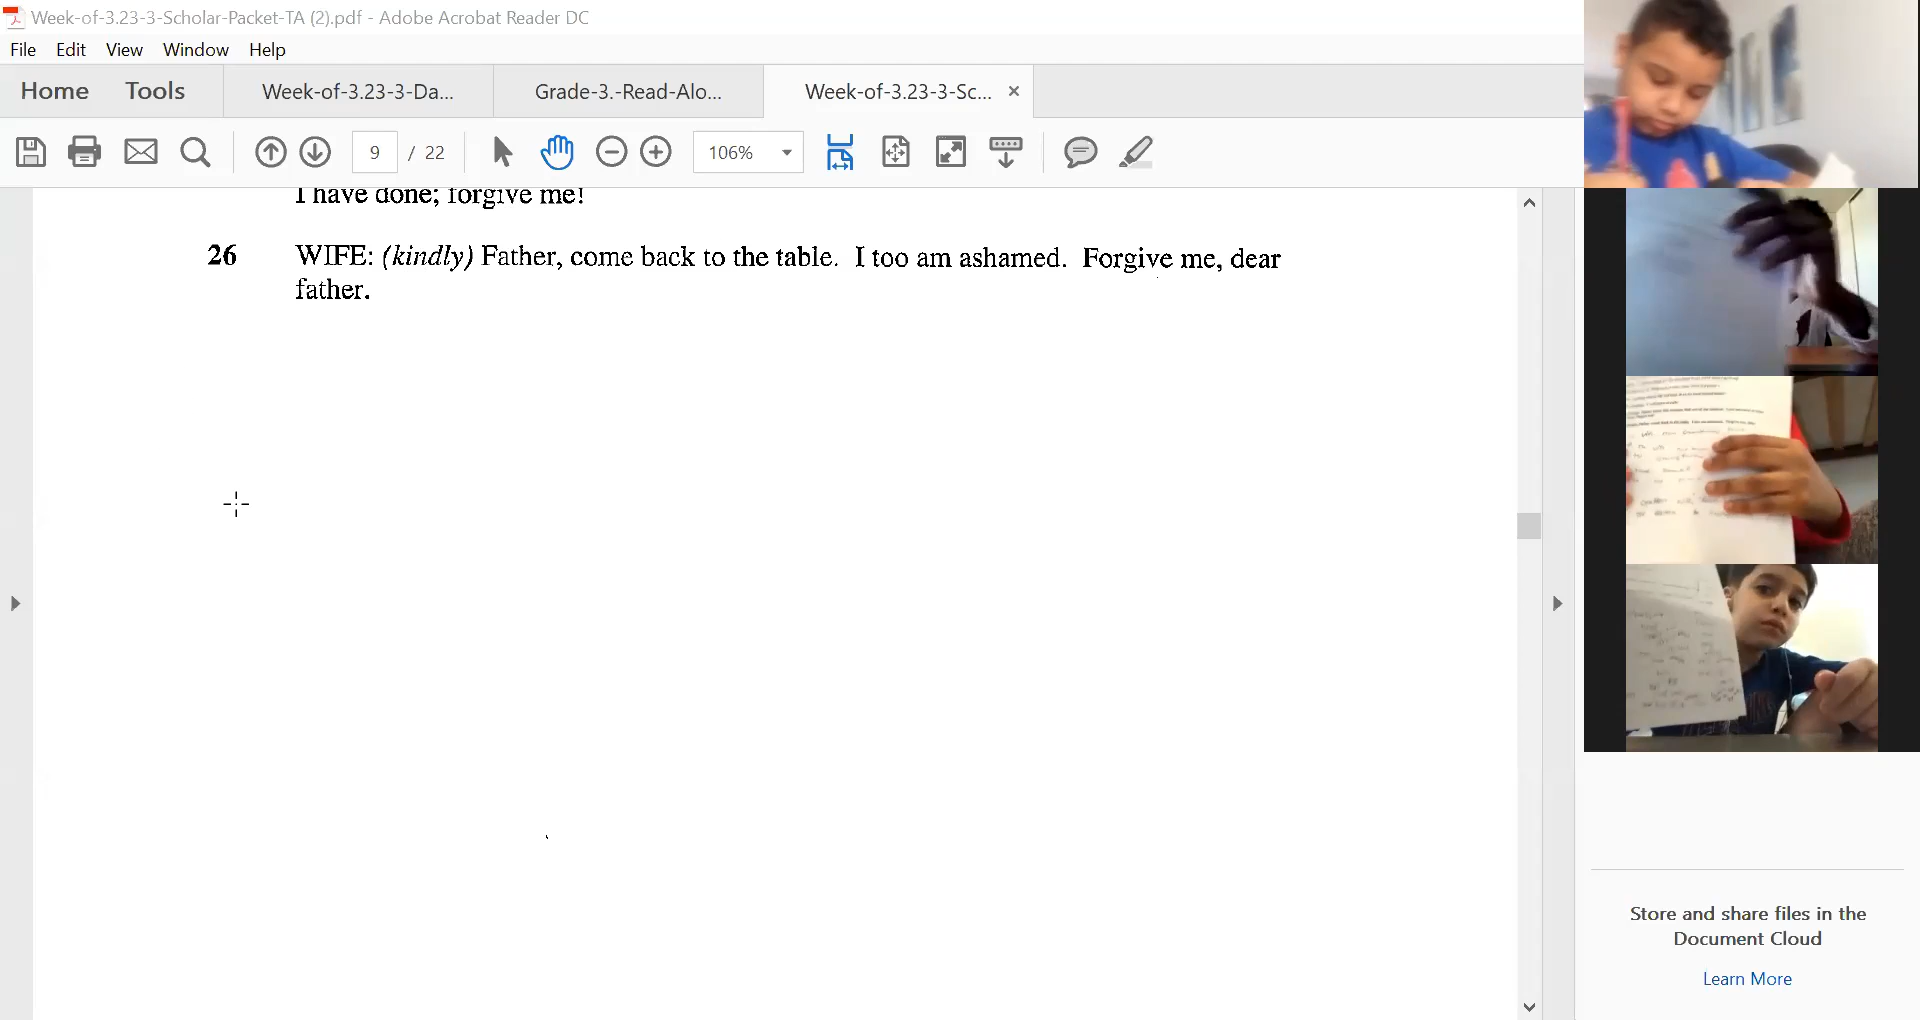 Week-of-3.23-3-Scholar-Packet-TA (2).pdf - Adobe Acrobat Reader DC
File Edit View Window Help
Home Tools Week-of-3.23-3-Da... Grade-3.-Read-Alo... Week-of-3.23-3-Sc... ×
9 / 22 106%
I have done; forgive me!
26 WIFE: (kindly) Father, come back to the table. I too am ashamed. Forgive me, dear
father.
Store and share files in the
Document Cloud
Learn More